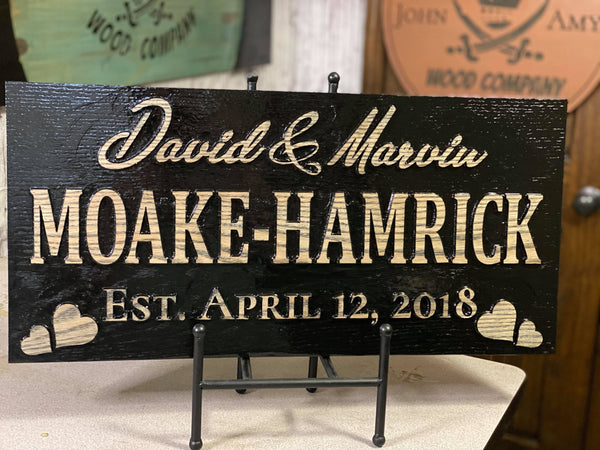 David & Marvin
MOAKE-HAMRICK
EST. APRIL 12, 2018
WOOD COMPANY
JOHN AMY
WOOD COMPANY